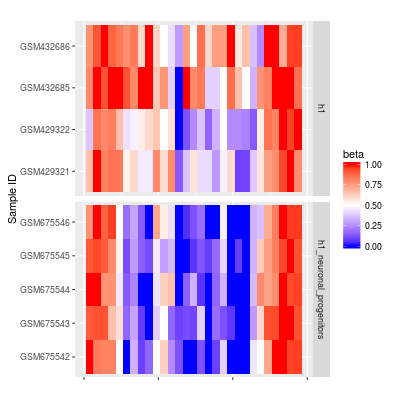 Sample ID
GSM432686
GSM432685
GSM429322
GSM429321
h1
GSM675546
GSM675545
GSM675544
GSM675543
GSM675542
h1_neuronal_progenitors
beta
1.00
0.75
0.50
0.25
0.00